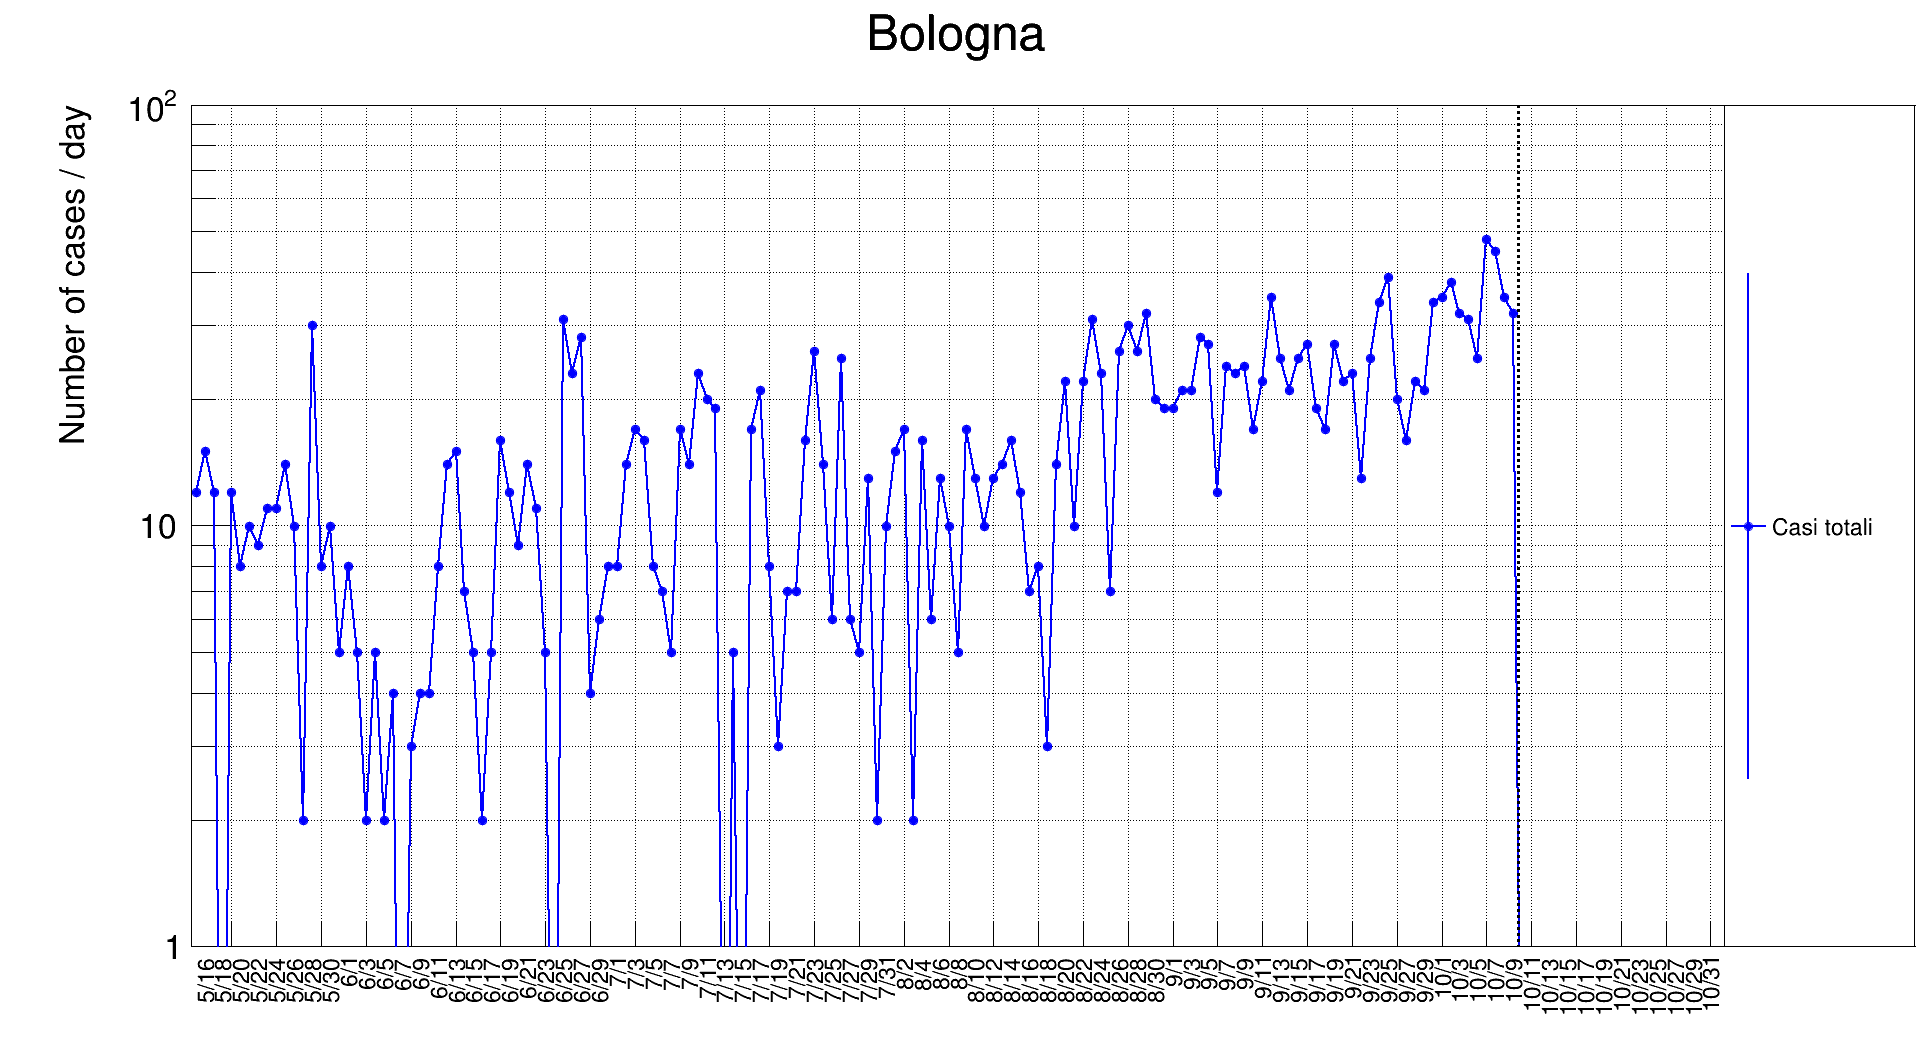 Bologna
Number of cases / day
10²
10
1
Casi totali
5/16 5/18 5/20 5/22 5/24 5/26 5/28 5/30 6/1 6/3 6/5 6/7 6/9 6/11 6/13 6/15 6/17 6/19 6/21 6/23 6/25 6/27 6/29 7/1 7/3 7/5 7/7 7/9 7/11 7/13 7/15 7/17 7/19 7/21 7/23 7/25 7/27 7/29 7/31 8/2 8/4 8/6 8/8 8/10 8/12 8/14 8/16 8/18 8/20 8/22 8/24 8/26 8/28 8/30 9/1 9/3 9/5 9/7 9/9 9/11 9/13 9/15 9/17 9/19 9/21 9/23 9/25 9/27 9/29 10/1 10/3 10/5 10/7 10/9 10/11 10/13 10/15 10/17 10/19 10/21 10/23 10/25 10/27 10/29 10/31